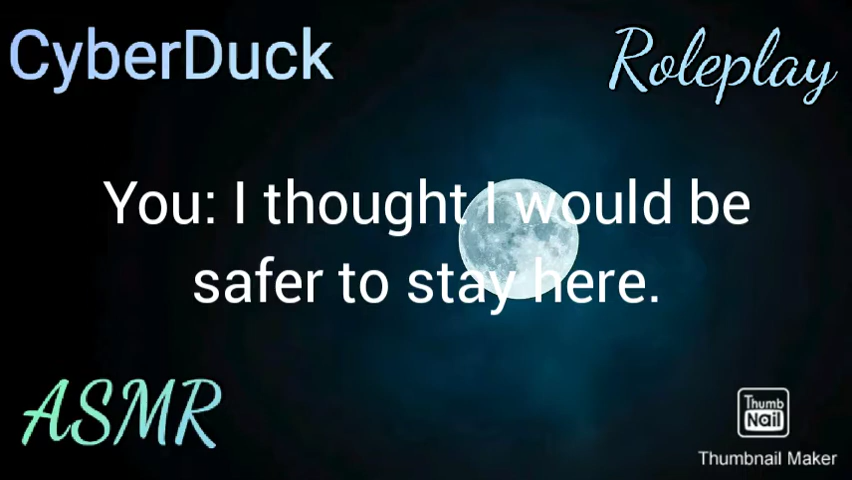 CyberDuck
Roleplay
You: I thought I would be
safer to stay here.
ASMR
Thumb
Nail
Thumbnail Maker